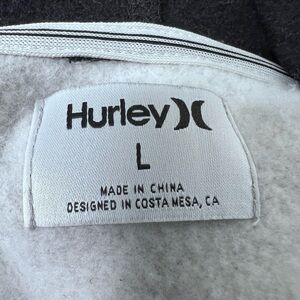 Hurley
L
MADE IN CHINA
DESIGNED IN COSTA MESA, CA